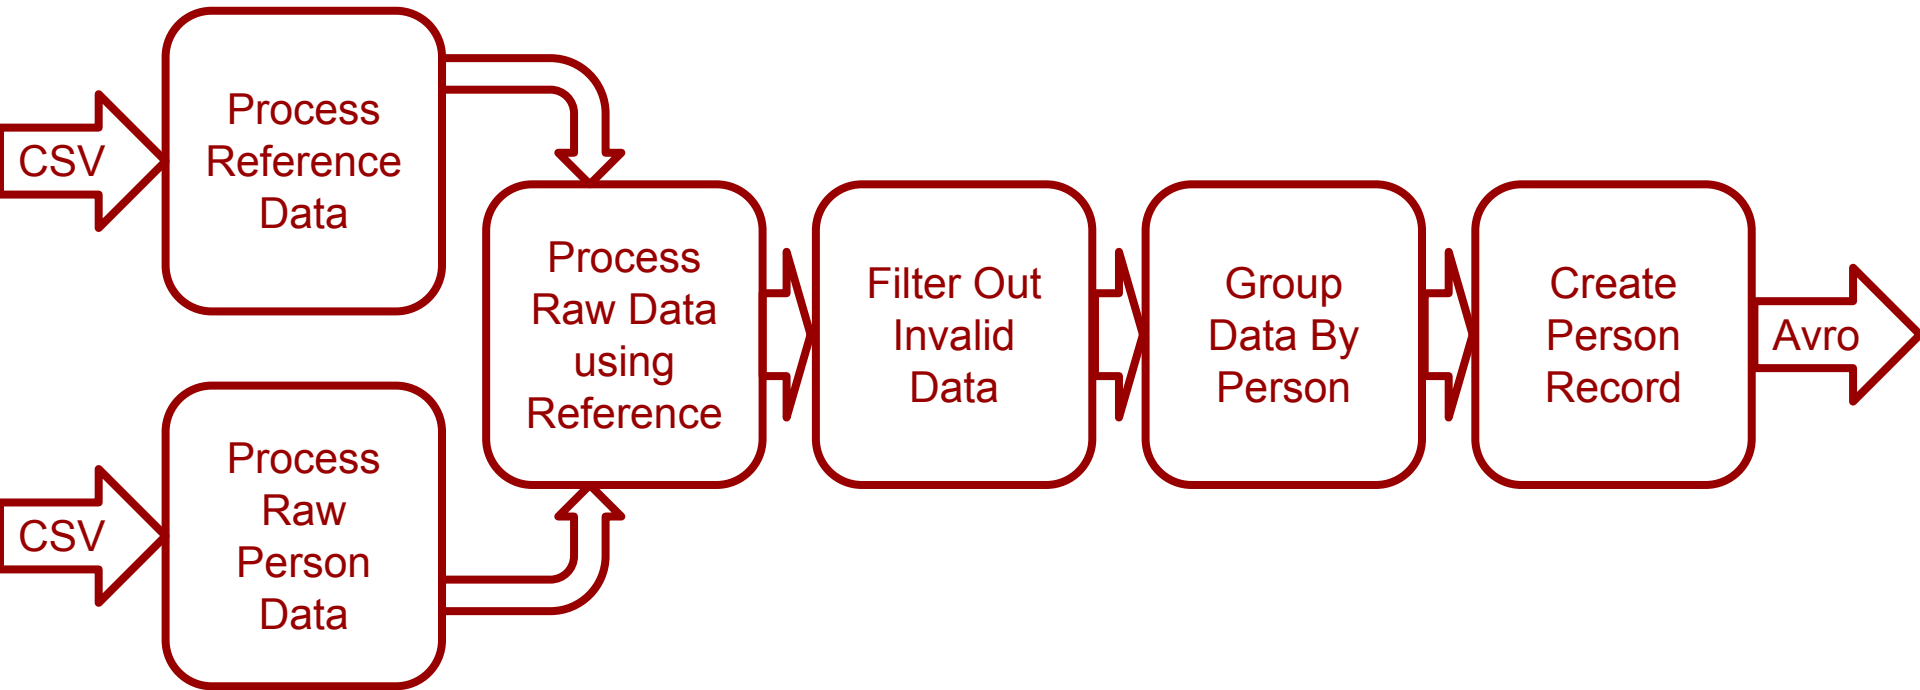 CSV
Process
Reference
Data
CSV
Process
Raw
Person
Data
Process
Raw Data
using
Reference
Filter Out
Invalid
Data
Group
Data By
Person
Create
Person
Record
Avro